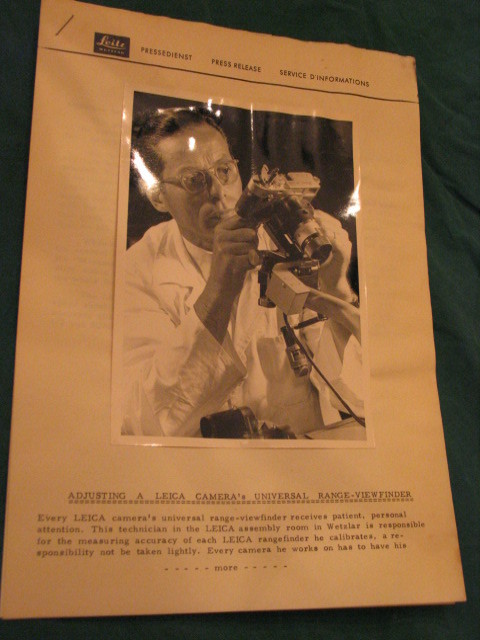 Leitz
WETZLAR
PRESSEDIENST PRESS RELEASE SERVICE D'INFORMATIONS
ADJUSTING A LEICA CAMERA's UNIVERSAL RANGE-VIEWFINDER
Every LEICA camera's universal range-viewfinder receives patient, personal
attention. This technician in the LEICA assembly room in Wetzlar is responsible
for the measuring accuracy of each LEICA rangefinder he calibrates, a re-
sponsibility not be taken lightly. Every camera he works on has to have his
- - - - - more - - - - -